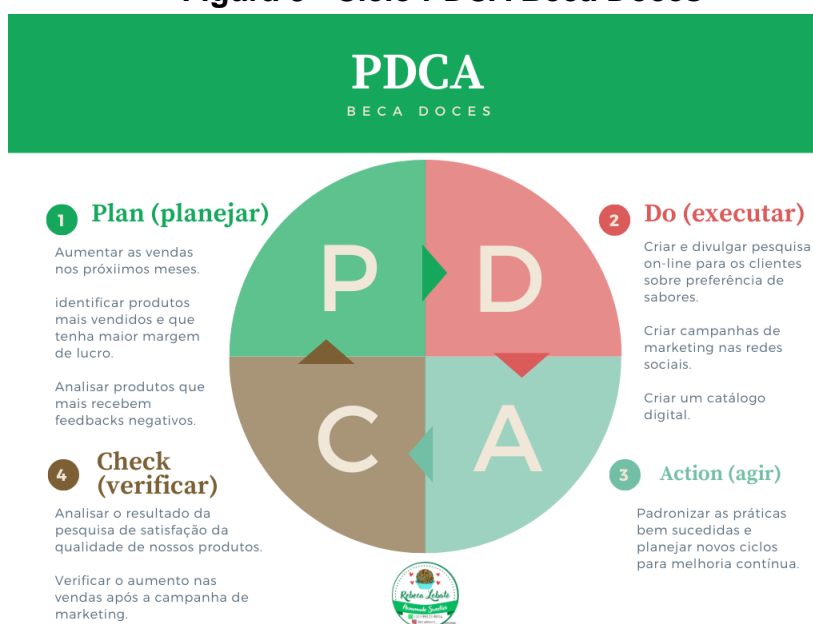 PDCA
BECA DOCES
1 Plan (planejar)
Aumentar as vendas
nos próxiimos meses.
identificar produtos
mais vendidos e que
tenha maior margem
de lucro.
Analisar produtos que
mais recebem
feedbacks negativos.
2 Do (executar)
Criar e divulgar pesquisa
on-line para os clientes
sobre preferência de
sabores.
Criar campanhas de
marketing nas redes
sociais.
Criar um catálogo
digital.
P
D
C
A
4 Check
(verificar)
Analisar o resultado da
pesquisa de satisfação da
qualidade de nossos produtos.
Verificar o aumento nas
vendas após a campanha de
marketing.
3 Action (agir)
Padronizar as práticas
bem sucedidas e
planejar novos ciclos
para melhoria contínua.
Rebeca Lobato
Homemade Sweeties